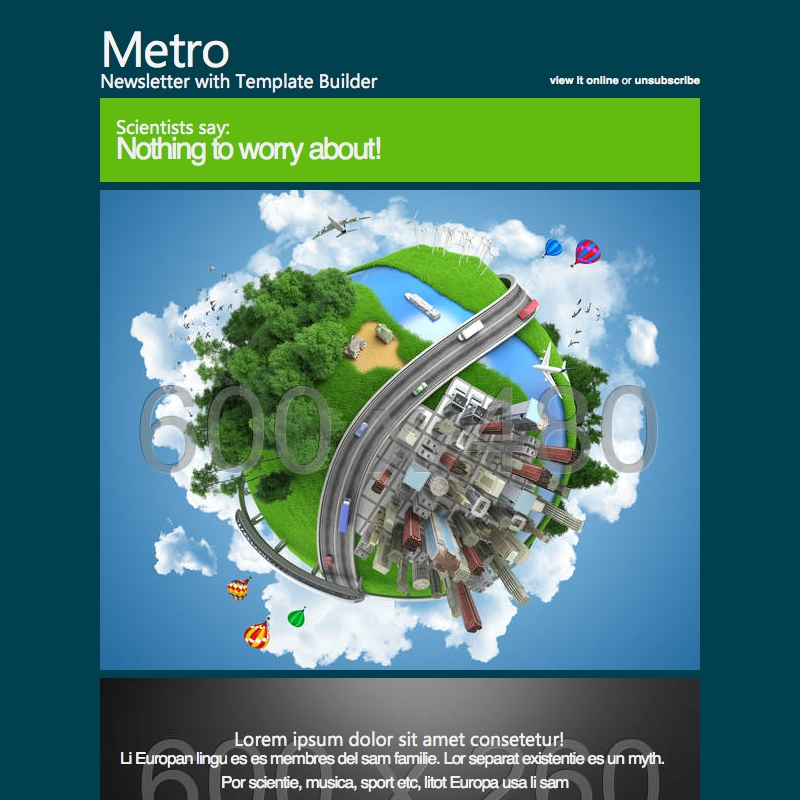 Metro
Newsletter with Template Builder
view it online or unsubscribe
Scientists say:
Nothing to worry about!
600 x 480
Lorem ipsum dolor sit amet consetetur!
Li Europan lingu es es membres del sam familie. Lor separat existentie es un myth.
600 x 260
Por scientie, musica, sport etc, litot Europa usa li sam